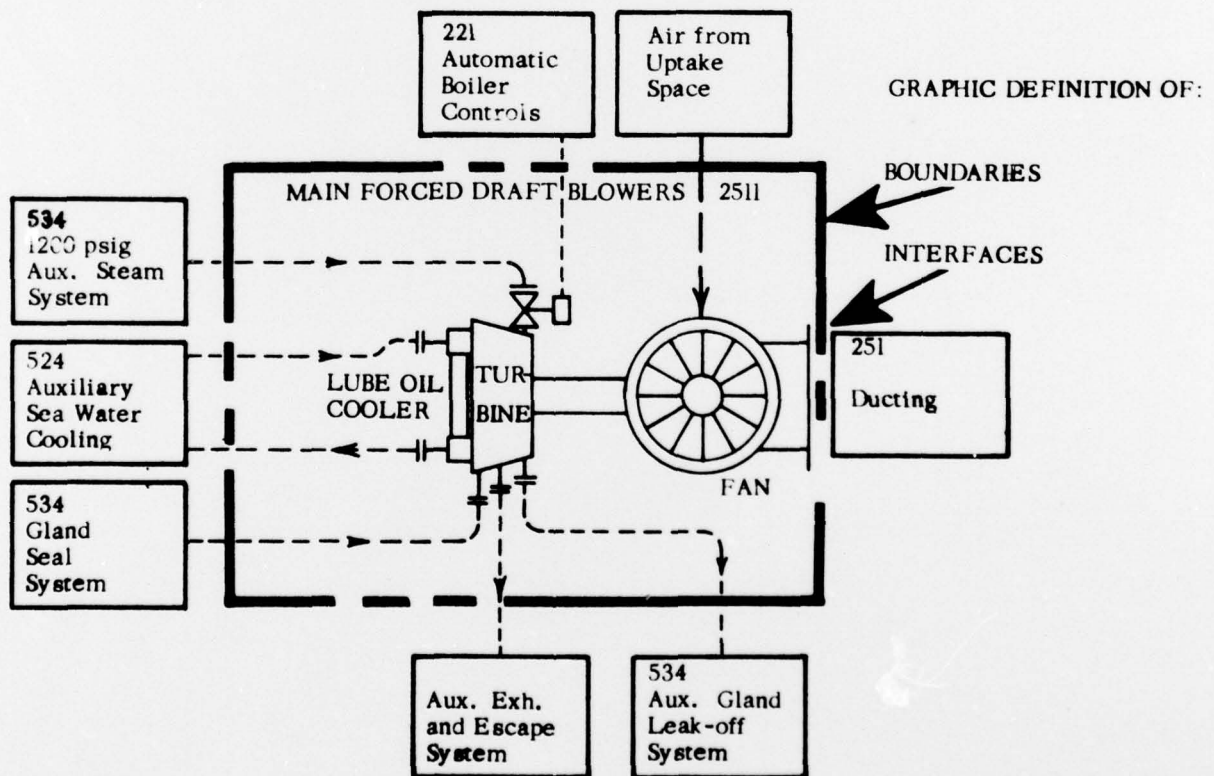 221
Automatic
Boiler
Controls
Air from
Uptake
Space
GRAPHIC DEFINITION OF:
BOUNDARIES
MAIN FORCED DRAFT BLOWERS 2511
INTERFACES
534
1200 psig
Aux. Steam
System
524
Auxiliary
Sea Water
Cooling
534
Gland
Seal
System
LUBE OIL
COOLER
TUR
BINE
FAN
251
Ducting
Aux. Exh.
and Escape
System
534
Aux. Gland
Leak-off
System